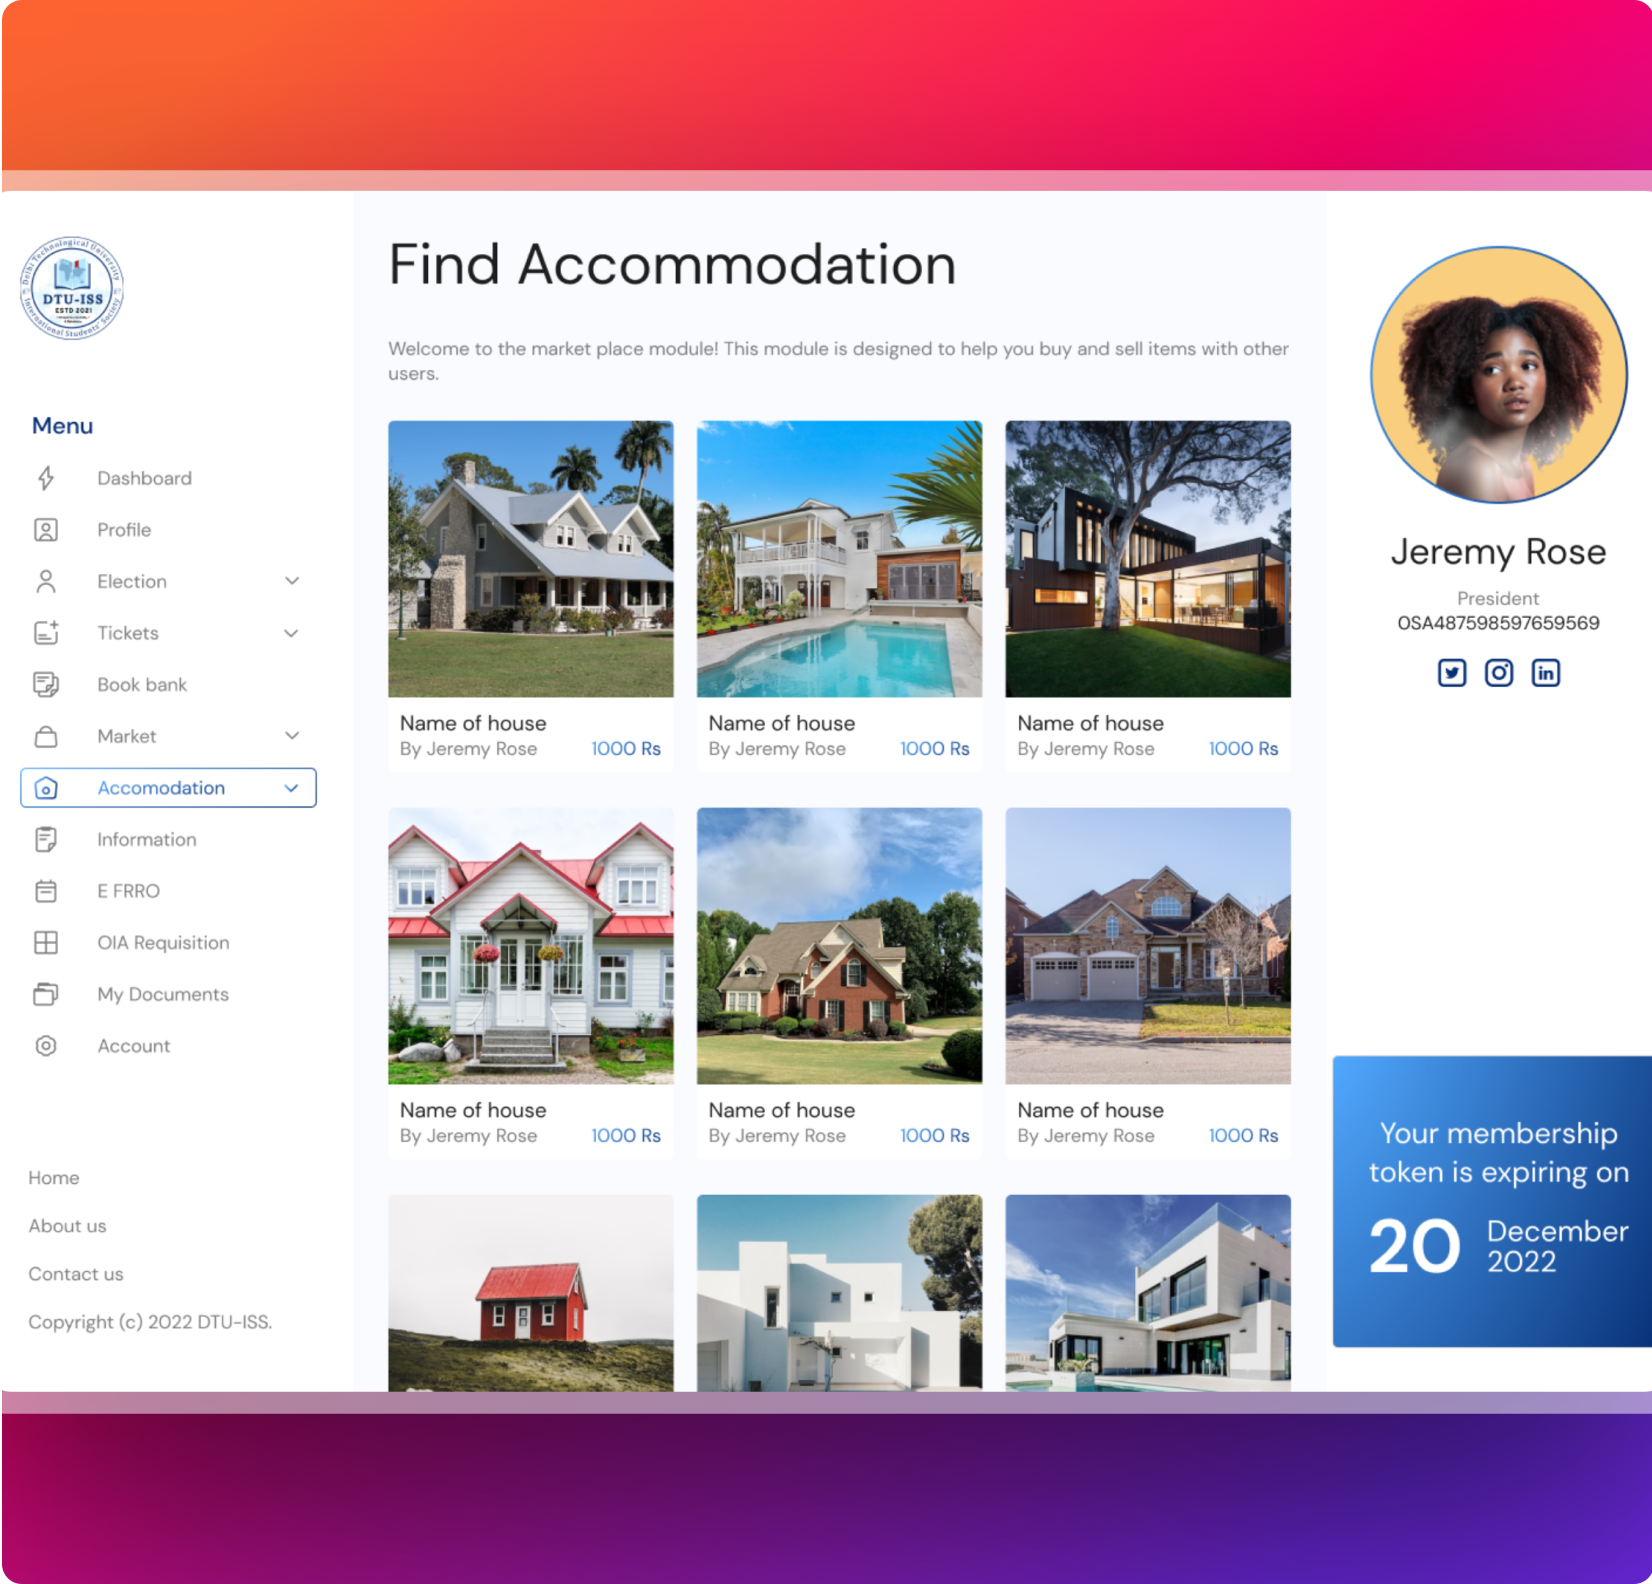 Delhi Technological University
DTU-ISS
ESTD 2021
International Students' Society
Menu
Dashboard
Profile
Election
Tickets
Book bank
Market
Accomodation
Information
E FRRO
OIA Requisition
My Documents
Account
Home
About us
Contact us
Copyright (c) 2022 DTU-ISS.
Find Accommodation
Welcome to the market place module! This module is designed to help you buy and sell items with other
users.
Name of house
By Jeremy Rose 1000 Rs
Name of house
By Jeremy Rose 1000 Rs
Name of house
By Jeremy Rose 1000 Rs
Name of house
By Jeremy Rose 1000 Rs
Name of house
By Jeremy Rose 1000 Rs
Name of house
By Jeremy Rose 1000 Rs
Jeremy Rose
President
OSA487598597659569
in
Your membership
token is expiring on
20 December
2022